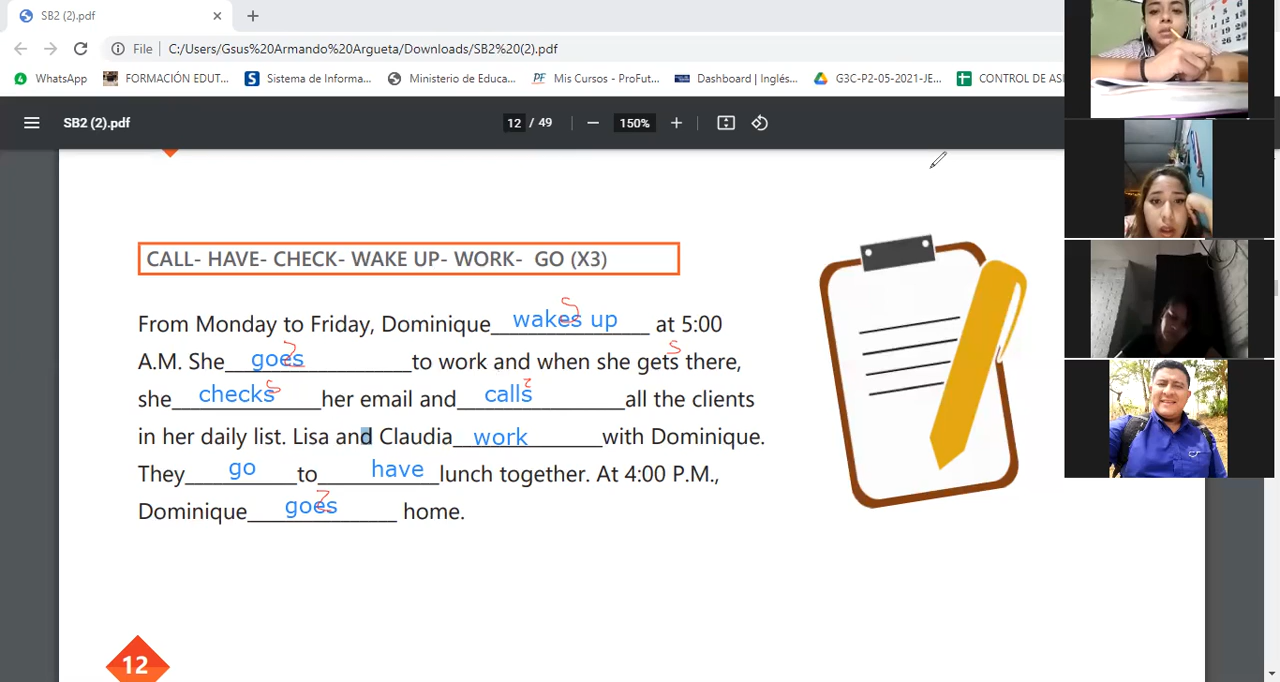 SB2 (2).pdf
File C:/Users/Gsus%20Armando%20Argueta/Downloads/SB2%20(2).pdf
WhatsApp FORMACIÓN EDUT... Sistema de Informa... Ministerio de Educa... Mis Cursos - ProFut... Dashboard | Inglés... G3C-P2-05-2021-JE... CONTROL DE ASI
SB2 (2).pdf 12 / 49 150%
CALL- HAVE- CHECK- WAKE UP- WORK- GO (X3)
s
From Monday to Friday, Dominique wakes up at 5:00
z s
A.M. She goes to work and when she gets there,
s z
she checks her email and calls all the clients
in her daily list. Lisa and Claudia work with Dominique.
They go to have lunch together. At 4:00 P.M.,
z
Dominique goes home.
12